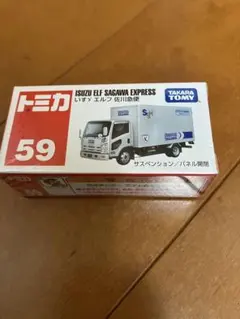 トミカ
59
ISUZU ELF SAGAWA EXPRESS
いすゞ エルフ 佐川急便
TAKARA TOMY
サスペンション/パネル開閉